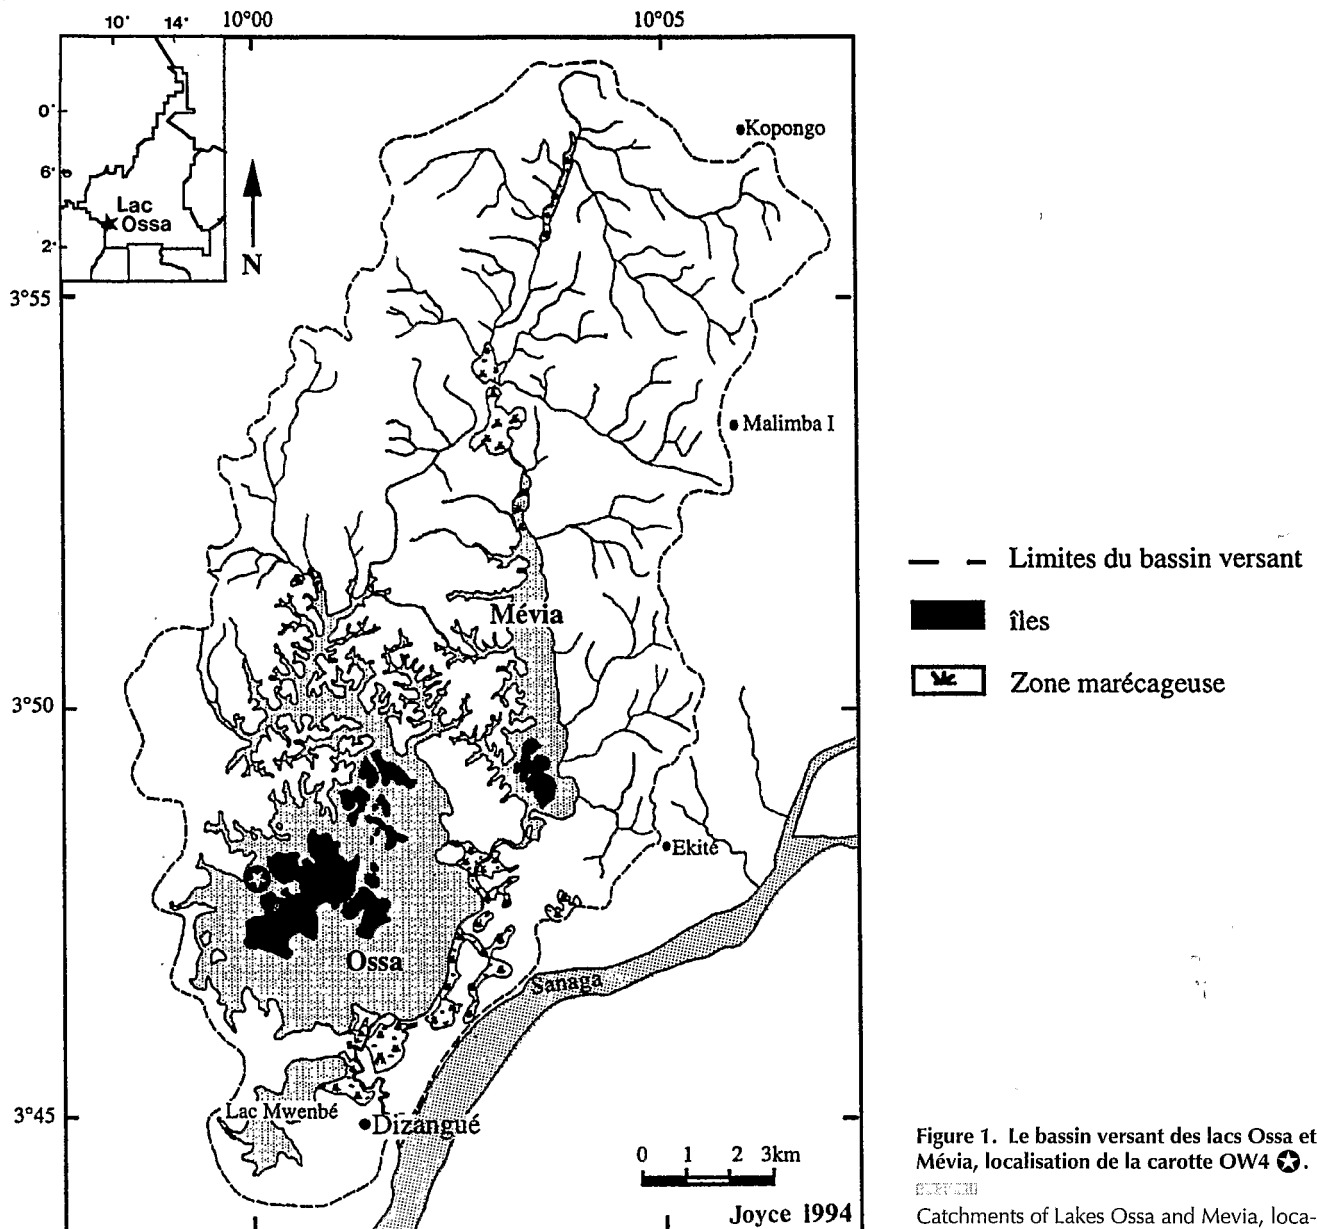 10° 14° 10°00 10°05
0°
6°
2°
Lac
Ossa
N
Kopongo
3°55
Malimba I
Limites du bassin versant
îles
Zone marécageuse
Mévia
3°50
Ekité
Ossa
Sanaga
Lac Mwenbé
3°45
Dizangué
0 1 2 3km
Joyce 1994
Figure 1. Le bassin versant des lacs Ossa et
Mévia, localisation de la carotte OW4 ✪.
Catchments of Lakes Ossa and Mevia, loca-